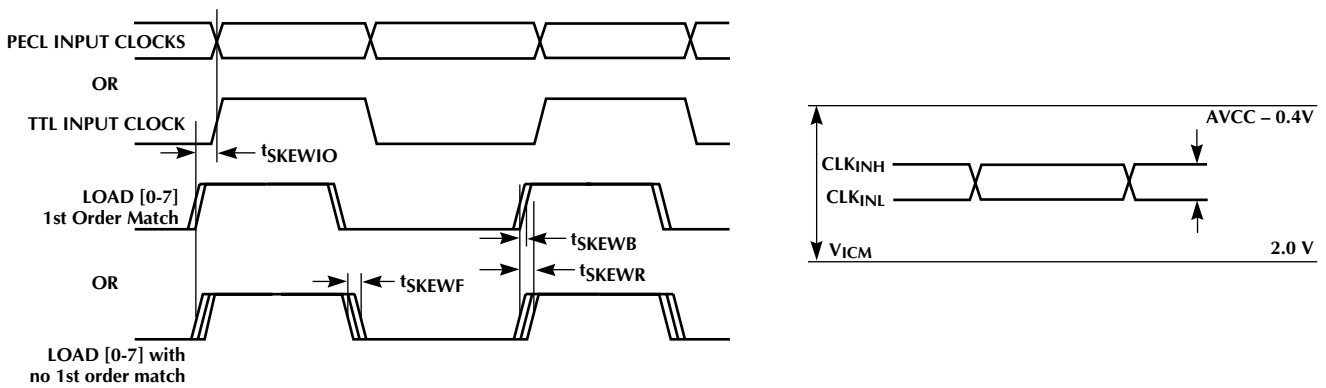 PECL INPUT CLOCKS
OR
TTL INPUT CLOCK
tSKEWIO
LOAD [0-7]
1st Order Match
tSKEWB
tSKEWR
OR
tSKEWF
LOAD [0-7] with
no 1st order match
AVCC – 0.4V
CLKINH
CLKINL
VICM
2.0 V